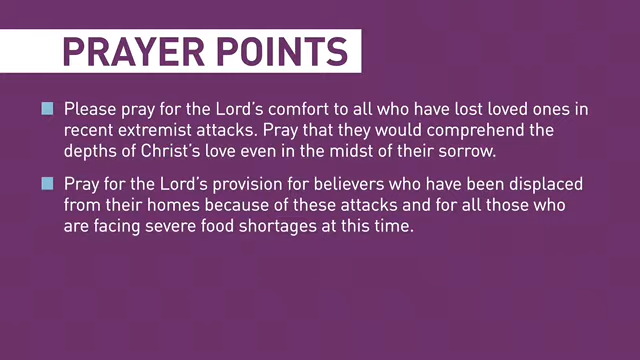 PRAYER POINTS
Please pray for the Lord's comfort to all who have lost loved ones in
recent extremist attacks. Pray that they would comprehend the
depths of Christ's love even in the midst of their sorrow.
Pray for the Lord's provision for believers who have been displaced
from their homes because of these attacks and for all those who
are facing severe food shortages at this time.